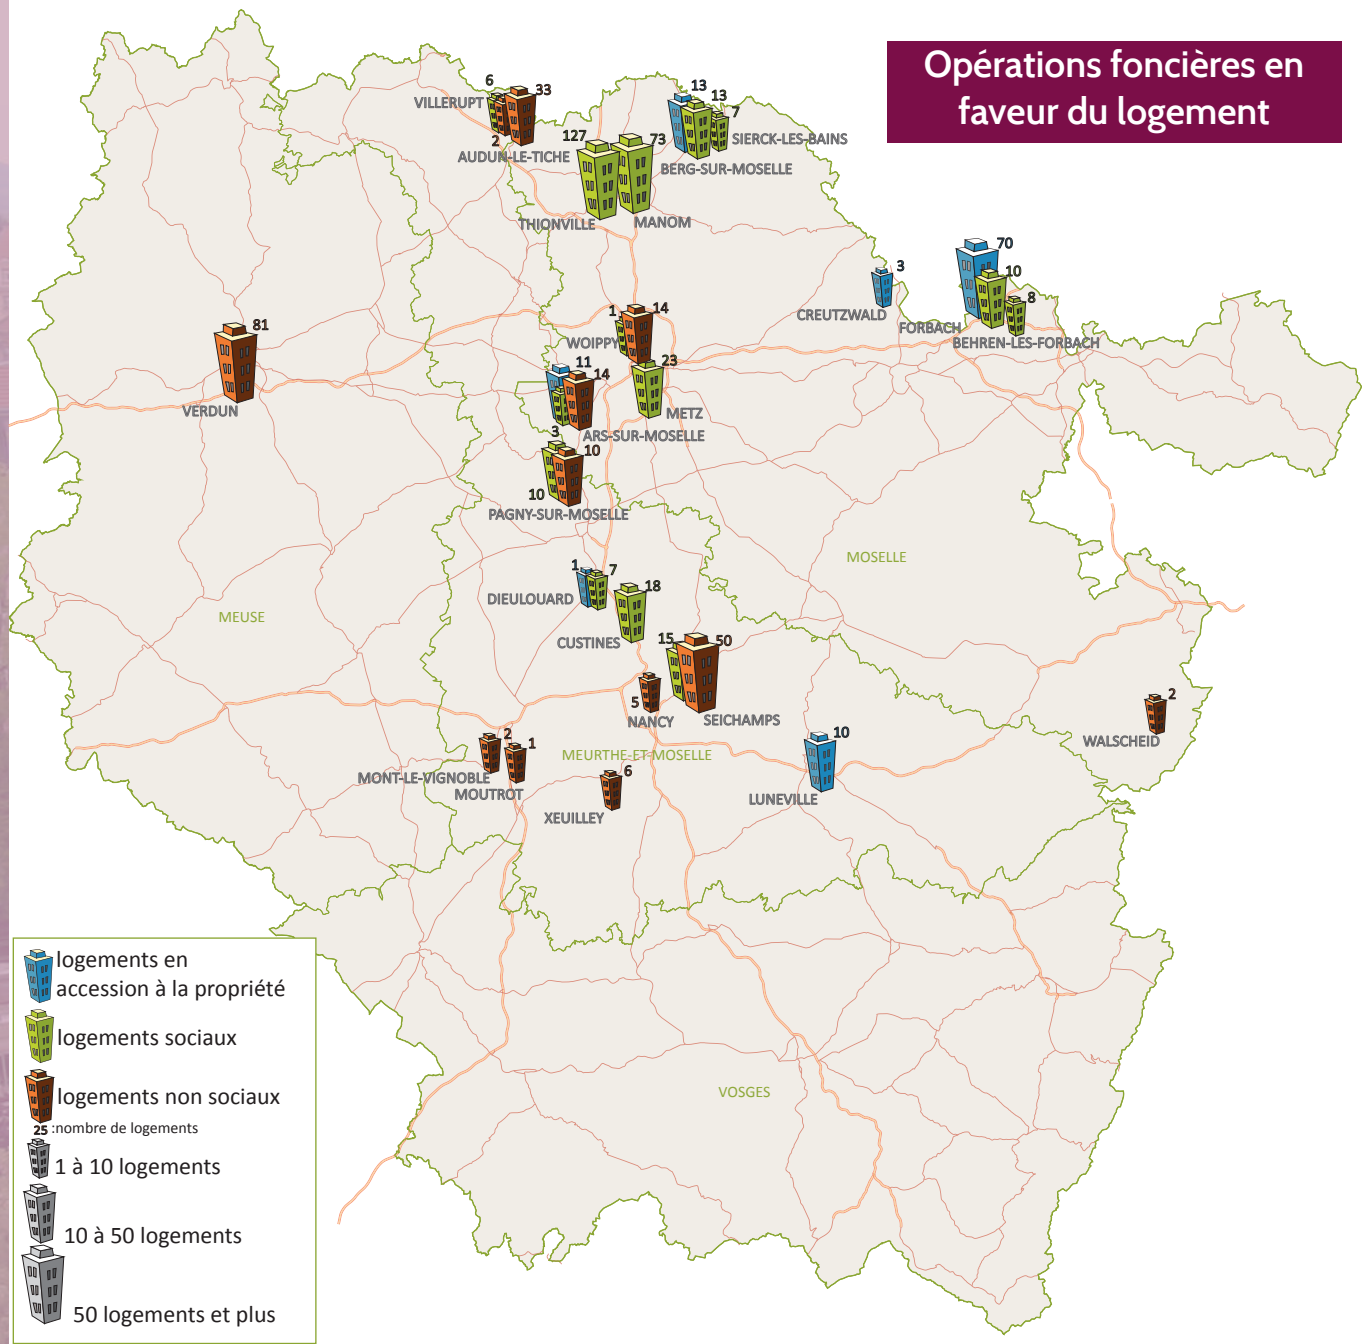 Opérations foncières en
faveur du logement
6
33
VILLERUPT
2
AUDUN-LE-TICHE
13
13
7
SIERCK-LES-BAINS
BERG-SUR-MOSELLE
127
73
THIONVILLE
MANOM
3
CREUTZWALD
70
10
8
FORBACH
BEHREN-LES-FORBACH
81
VERDUN
1
14
WOIPPY
11
14
23
METZ
ARS-SUR-MOSELLE
3
10
10
PAGNY-SUR-MOSELLE
MOSELLE
MEUSE
1
7
DIEULOUARD
18
CUSTINES
15
50
5
NANCY
SEICHAMPS
2
WALSCHEID
2
1
MONT-LE-VIGNOBLE
MOUTROT
MEURTHE-ET-MOSELLE
6
XEUILLEY
10
LUNEVILLE
VOSGES
logements en
accession à la propriété
logements sociaux
logements non sociaux
25 :nombre de logements
1 à 10 logements
10 à 50 logements
50 logements et plus